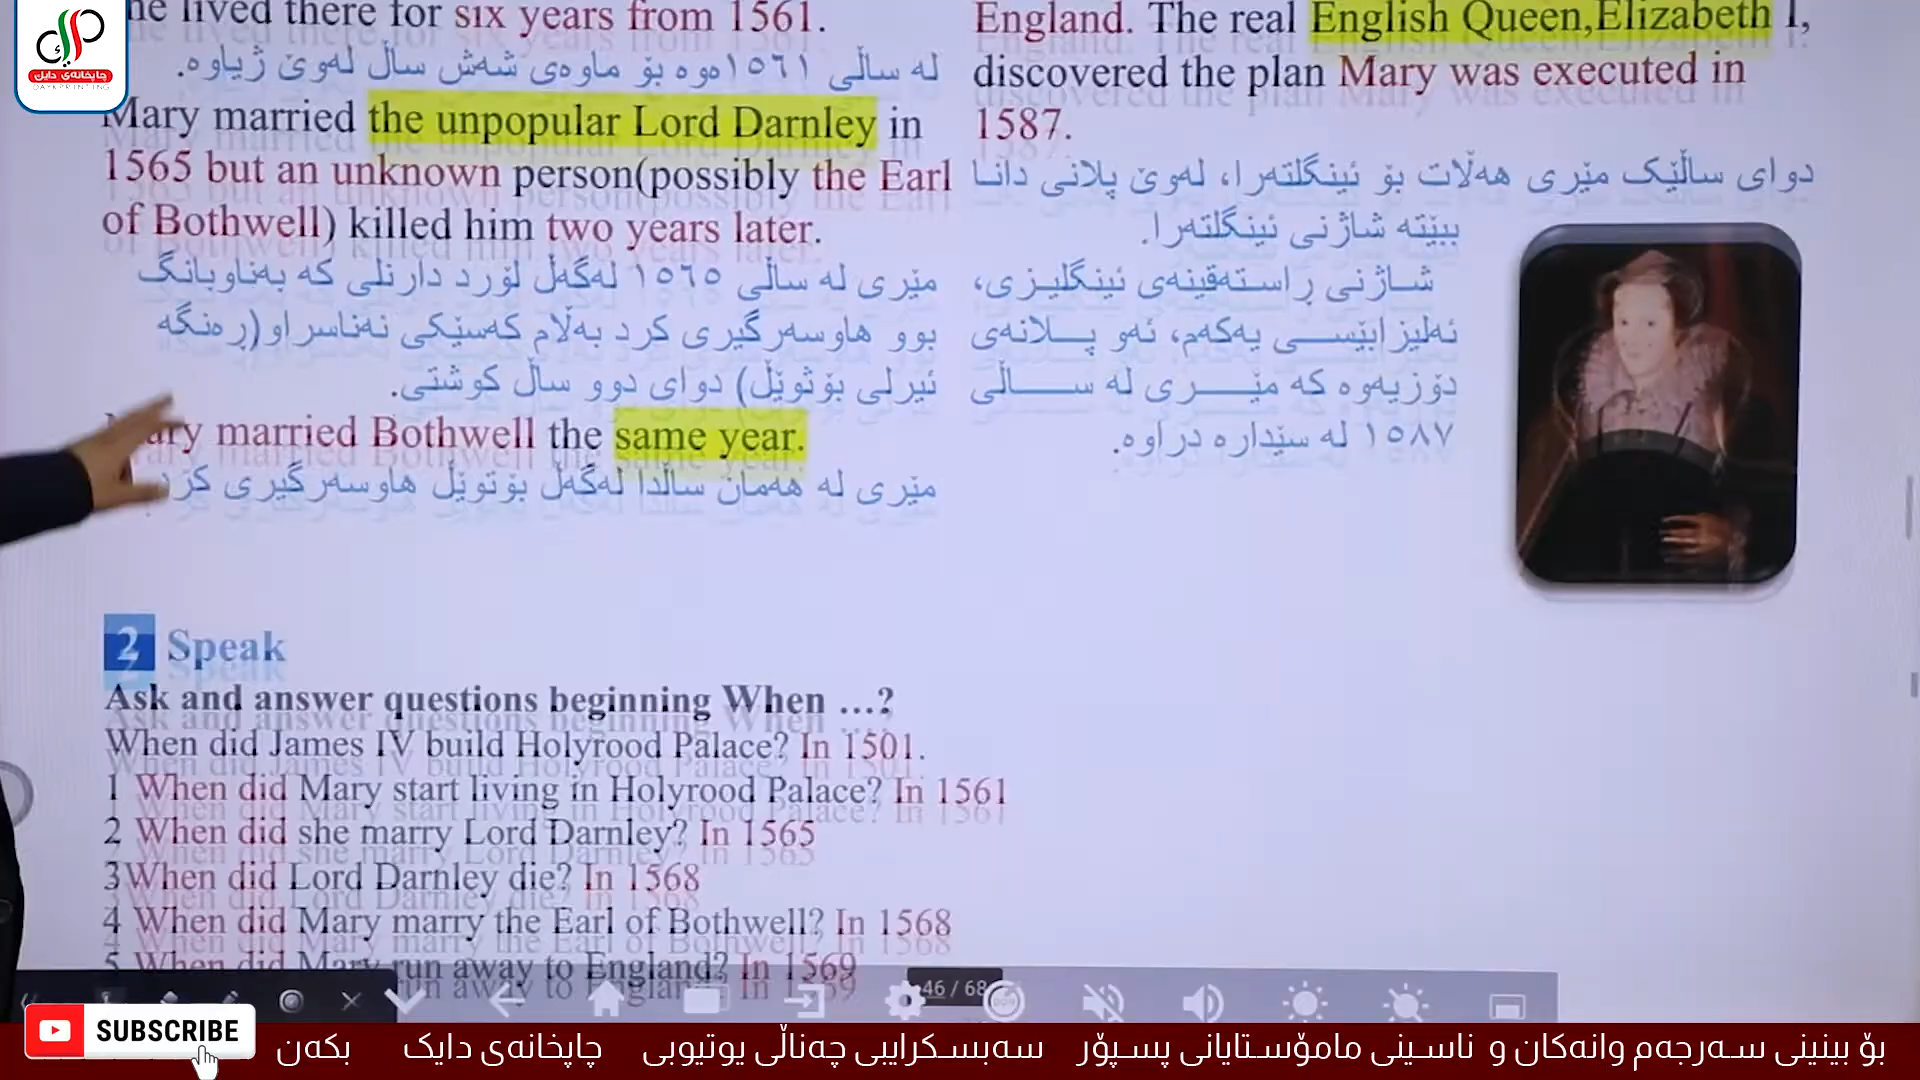 he lived there for six years from 1561.
لە ساڵی ١٥٦١ەوە بۆ ماوەی شەش ساڵ لەوێ ژیاوە.
Mary married the unpopular Lord Darnley in
1565 but an unknown person(possibly the Earl
of Bothwell) killed him two years later.
مێری لە ساڵی ١٥٦٥ لەگەڵ لۆرد دارنلی کە بەناوبانگ
بوو هاوسەرگیری کرد بەڵام کەسێکی نەناسراو(ڕەنگە
ئیرلی بۆثوێڵ) دوای دوو ساڵ کوشتی.
Mary married Bothwell the same year.
مێری لە هەمان ساڵدا لەگەڵ بۆتوێڵ هاوسەرگیری کرد
England. The real English Queen,Elizabeth I,
discovered the plan Mary was executed in
1587.
دوای ساڵێک مێری هەڵات بۆ ئینگلتەرا، لەوێ پلانی دانا
ببێتە شاژنی ئینگلتەرا.
شاژنی ڕاستەقینەی ئینگلیزی،
ئەلیزابێسی یەکەم، ئەو پلانەی
دۆزیەوە کە مێری لە ساڵی
١٥٨٧ لە سێدارە دراوە.
2 Speak
Ask and answer questions beginning When ...?
When did James IV build Holyrood Palace? In 1501.
1 When did Mary start living in Holyrood Palace? In 1561
2 When did she marry Lord Darnley? In 1565
3When did Lord Darnley die? In 1568
4 When did Mary marry the Earl of Bothwell? In 1568
5 When did Mary run away to England? In 1569
46 / 68
چاپخانەی دایک
DAYK PRINTING
SUBSCRIBE
بۆ بینینی سەرجەم وانەکان و ناسینی مامۆستایانی پسپۆر سەبسکرایبی چەناڵی یوتیوبی چاپخانەی دایک بکەن